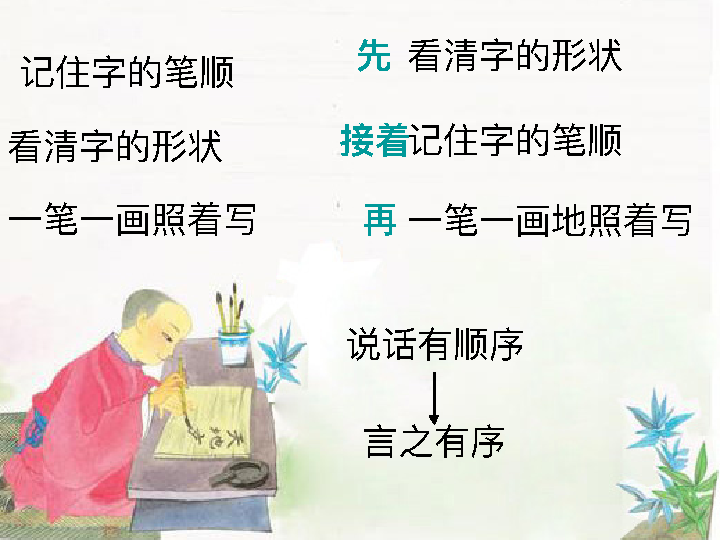 记住字的笔顺
看清字的形状
一笔一画照着写
先 看清字的形状
接着记住字的笔顺
再 一笔一画地照着写
说话有顺序
言之有序
天地